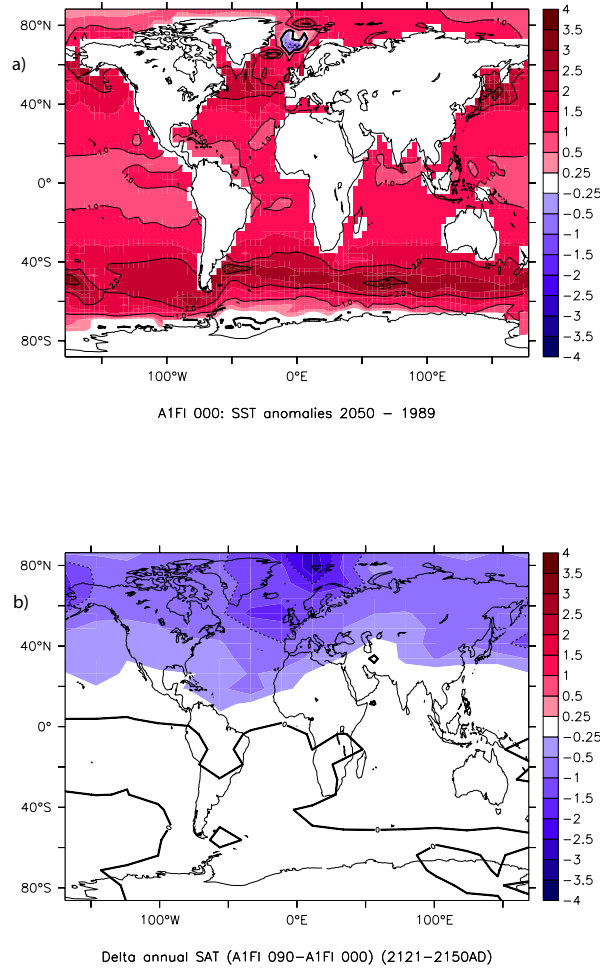 a)
80°N
40°N
0°
40°S
80°S
100°W 0°E 100°E
4
3.5
3
2.5
2
1.5
1
0.5
0.25
−0.25
−0.5
−1
−1.5
−2
−2.5
−3
−3.5
−4
A1FI 000: SST anomalies 2050 − 1989
b)
80°N
40°N
0°
40°S
80°S
100°W 0°E 100°E
4
3.5
3
2.5
2
1.5
1
0.5
0.25
−0.25
−0.5
−1
−1.5
−2
−2.5
−3
−3.5
−4
Delta annual SAT (A1FI 090−A1FI 000) (2121−2150AD)